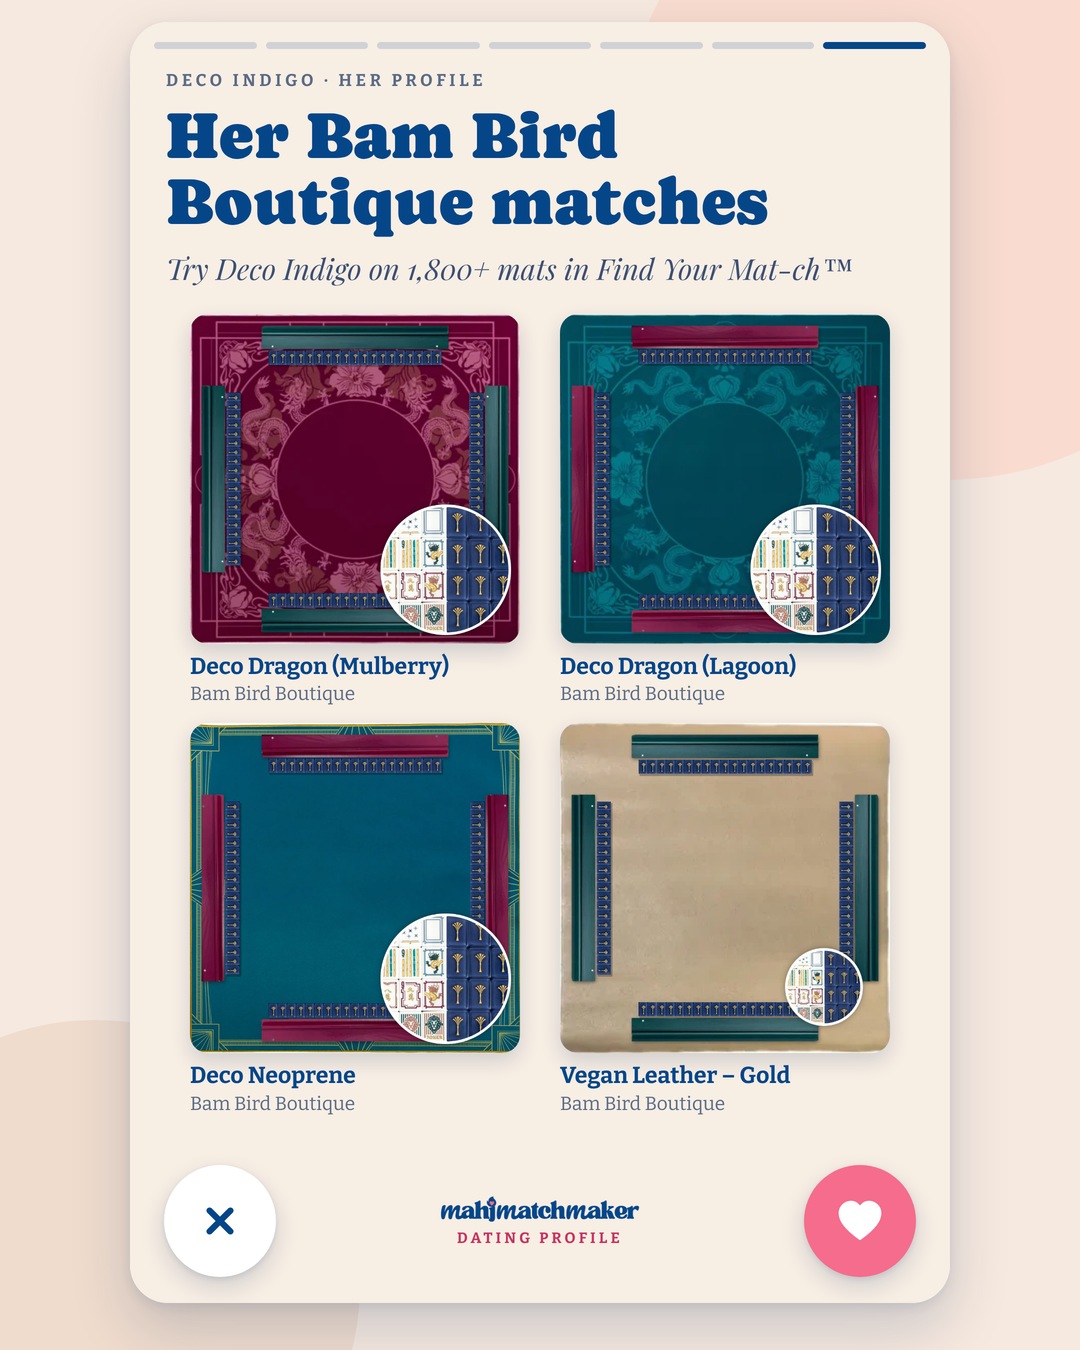 DECO INDIGO · HER PROFILE
Her Bam Bird
Boutique matches
Try Deco Indigo on 1,800+ mats in Find Your Mat-ch™
Deco Dragon (Mulberry)
Bam Bird Boutique
Deco Dragon (Lagoon)
Bam Bird Boutique
Deco Neoprene
Bam Bird Boutique
Vegan Leather – Gold
Bam Bird Boutique
mahjmatchmaker
DATING PROFILE